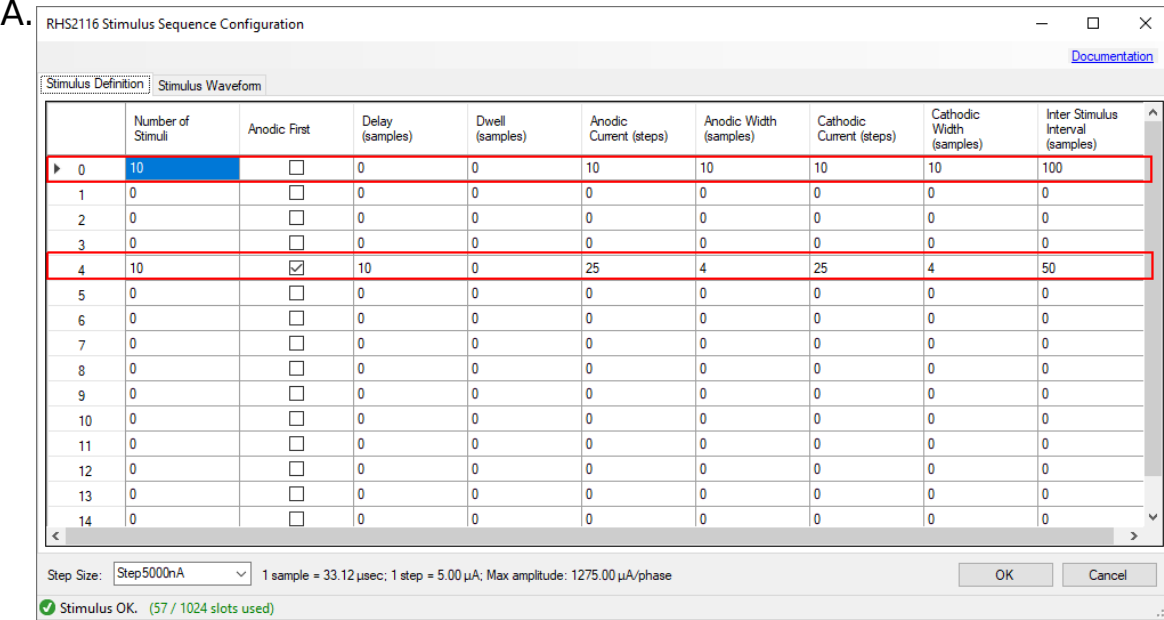 A.
RHS2116 Stimulus Sequence Configuration
Documentation
Stimulus Definition Stimulus Waveform
Number of Stimuli Anodic First Delay (samples) Dwell (samples) Anodic Current (steps) Anodic Width (samples) Cathodic Current (steps) Cathodic Width (samples) Inter Stimulus Interval (samples)
0 10 0 0 10 10 10 10 100
1 0 0 0 0 0 0 0 0
2 0 0 0 0 0 0 0 0
3 0 0 0 0 0 0 0 0
4 10 10 0 25 4 25 4 50
5 0 0 0 0 0 0 0 0
6 0 0 0 0 0 0 0 0
7 0 0 0 0 0 0 0 0
8 0 0 0 0 0 0 0 0
9 0 0 0 0 0 0 0 0
10 0 0 0 0 0 0 0 0
11 0 0 0 0 0 0 0 0
12 0 0 0 0 0 0 0 0
13 0 0 0 0 0 0 0 0
14 0 0 0 0 0 0 0 0
Step Size: Step5000nA 1 sample = 33.12 µsec; 1 step = 5.00 µA; Max amplitude: 1275.00 µA/phase OK Cancel
Stimulus OK. (57 / 1024 slots used)